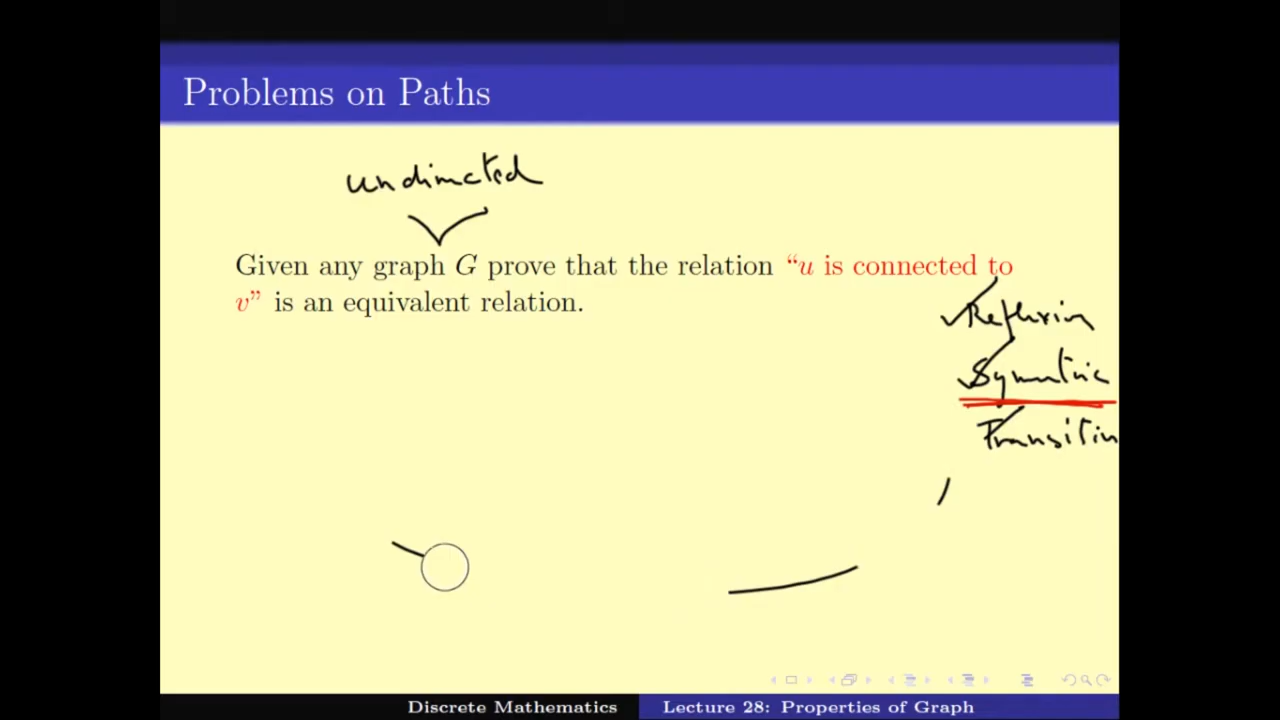 Problems on Paths
undirected
Given any graph G prove that the relation “u is connected to
v” is an equivalent relation.
Reflexive
Symmetric
Transitive
Discrete Mathematics
Lecture 28: Properties of Graph